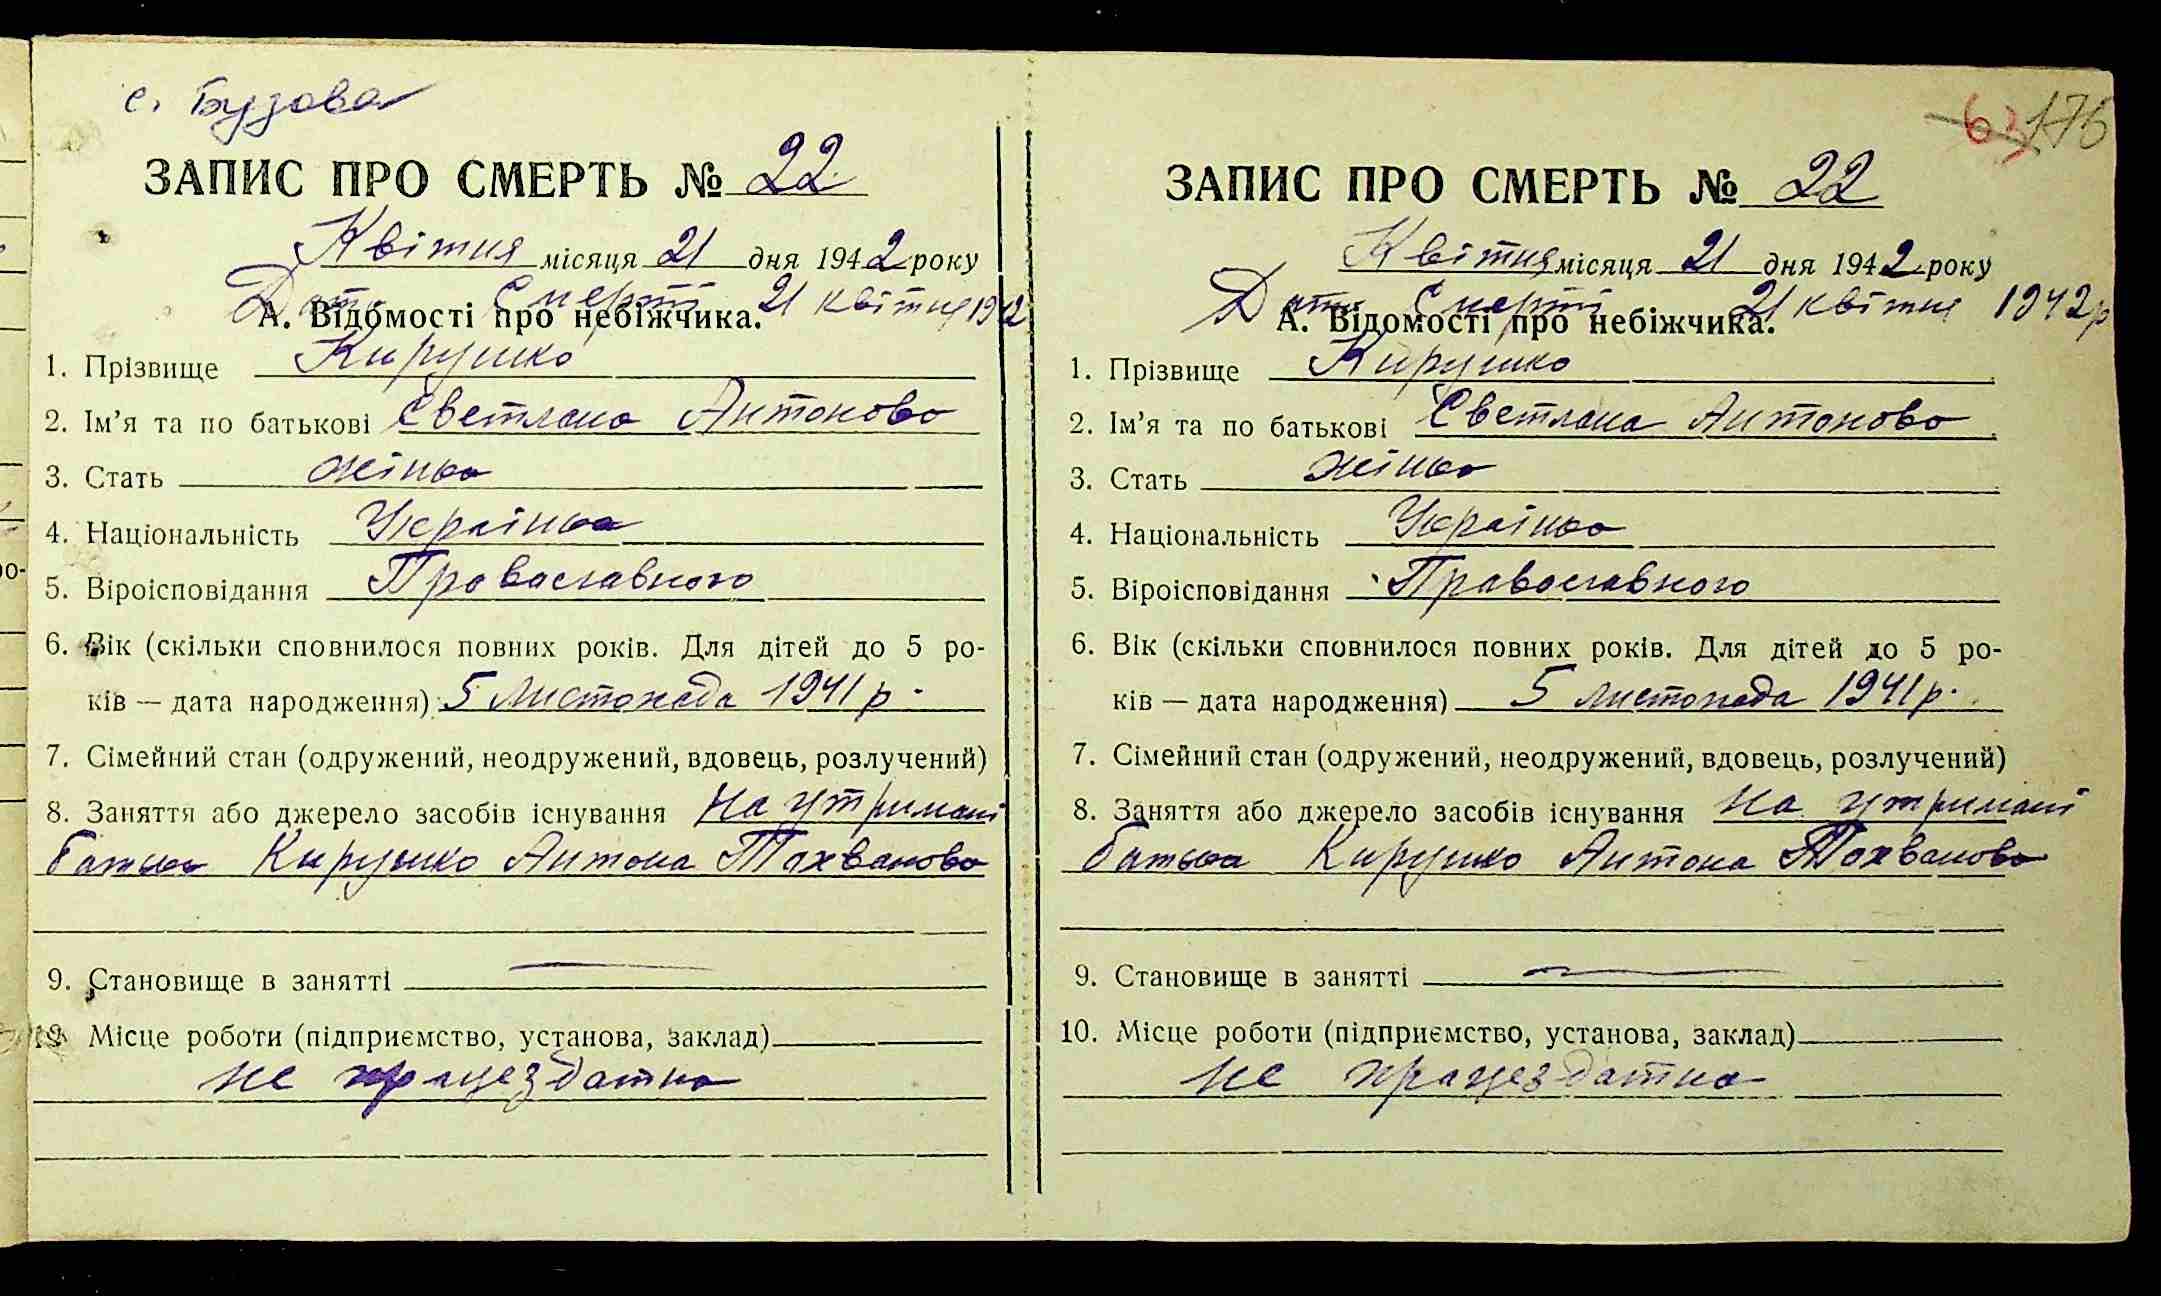 с. Бузова
ЗАПИС ПРО СМЕРТЬ № 22
Квітня місяця 21 дня 1942 року
Дата Смерті 21 квітня 1942
А. Відомості про небіжчика.
1. Прізвище Кирушко
2. Ім'я та по батькові Светлана Антонова
3. Стать жінка
4. Національність Українка
5. Віроісповідання Православного
6. Вік (скільки сповнилося повних років. Для дітей до 5 ро-
ків — дата народження) 5 Листопада 1941 р.
7. Сімейний стан (одружений, неодружений, вдовець, розлучений)
8. Заняття або джерело засобів існування На утримані
батька Кирушко Антона
9. Становище в занятті
Місце роботи (підприємство, установа, заклад)
не працездатна
63 176
ЗАПИС ПРО СМЕРТЬ № 22
Квітня місяця 21 дня 1942 року
Дата Смерті 21 квітня 1942 р
А. Відомості про небіжчика.
1. Прізвище Кирушко
2. Ім'я та по батькові Светлана Антонова
3. Стать жінка
4. Національність Українка
5. Віроісповідання Православного
6. Вік (скільки сповнилося повних років. Для дітей до 5 ро-
ків — дата народження) 5 Листопада 1941 р.
7. Сімейний стан (одружений, неодружений, вдовець, розлучений)
8. Заняття або джерело засобів існування На утримані
батька Кирушко Антона
9. Становище в занятті
10. Місце роботи (підприємство, установа, заклад)
не працездатна